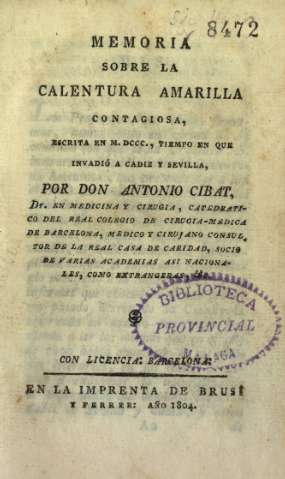 8472
MEMORIA
SOBRE LA
CALENTURA AMARILLA
CONTAGIOSA,
ESCRITA EN M. DCCC., TIEMPO EN QUE
INVADIÓ A CADIZ Y SEVILLA,
POR DON ANTONIO CIBAT,
Dr. EN MEDICINA Y CIRUGIA, CATEDRATI-
CO DEL REAL COLEGIO DE CIRUGIA-MEDICA
DE BARCELONA, MEDICO Y CIRUJANO CONSUL-
TOR DE LA REAL CASA DE CARIDAD, SOCIO
DE VARIAS ACADEMIAS ASI NACIONA-
LES, COMO EXTRANGERAS, &c.
BIBLIOTECA
PROVINCIAL
MALAGA
CON LICENCIA: BARCELONA:
EN LA IMPRENTA DE BRUSI
Y FERRER: AÑO 1804.